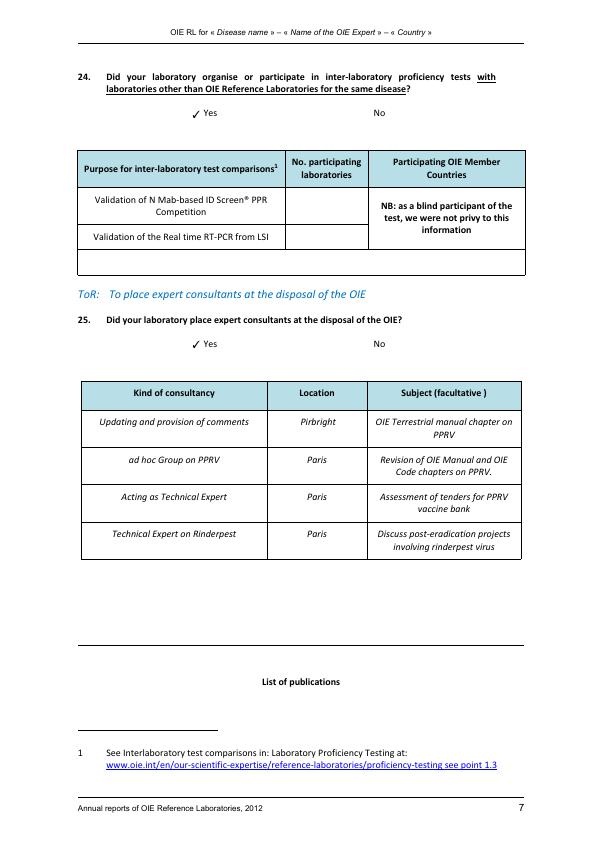 OIE RL for « Disease name » – « Name of the OIE Expert » – « Country »
24. Did your laboratory organise or participate in inter-laboratory proficiency tests with
laboratories other than OIE Reference Laboratories for the same disease?
✓ Yes No
Purpose for inter-laboratory test comparisons1
No. participating
laboratories
Participating OIE Member
Countries
Validation of N Mab-based ID Screen® PPR
Competition
NB: as a blind participant of the
test, we were not privy to this
information
Validation of the Real time RT-PCR from LSI
ToR: To place expert consultants at the disposal of the OIE
25. Did your laboratory place expert consultants at the disposal of the OIE?
✓ Yes No
Kind of consultancy Location Subject (facultative )
Updating and provision of comments Pirbright OIE Terrestrial manual chapter on
PPRV
ad hoc Group on PPRV Paris Revision of OIE Manual and OIE
Code chapters on PPRV.
Acting as Technical Expert Paris Assessment of tenders for PPRV
vaccine bank
Technical Expert on Rinderpest Paris Discuss post-eradication projects
involving rinderpest virus
List of publications
1 See Interlaboratory test comparisons in: Laboratory Proficiency Testing at:
www.oie.int/en/our-scientific-expertise/reference-laboratories/proficiency-testing see point 1.3
Annual reports of OIE Reference Laboratories, 2012 7